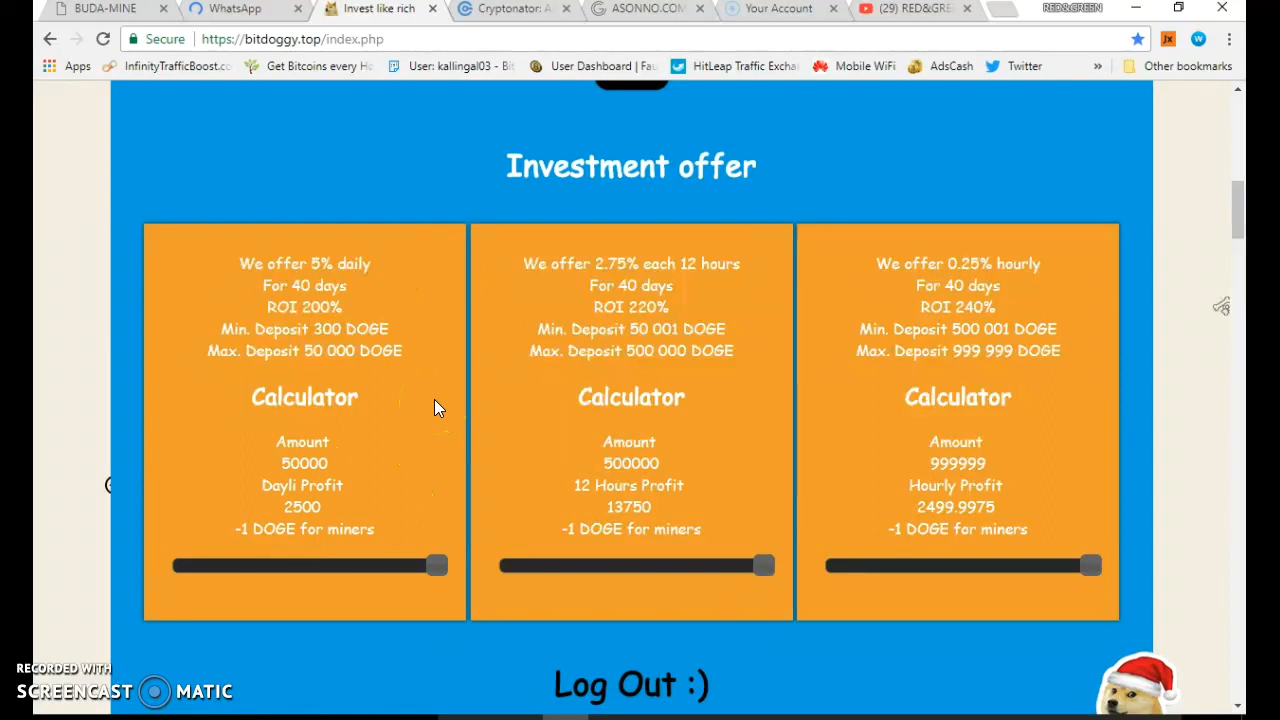 BUDA-MINE
WhatsApp
Invest like rich
Cryptonator: A
ASONNO.COM
Your Account
(29) RED&GRE
RED&GREEN
Secure
https://bitdoggy.top/index.php
Jx
W
Apps
InfinityTrafficBoost.co
Get Bitcoins every H
User: kallingal03 - Bit
User Dashboard | Fau
HitLeap Traffic Excha
Mobile WiFi
AdsCash
Twitter
»
Other bookmarks
Investment offer
We offer 5% daily
For 40 days
ROI 200%
Min. Deposit 300 DOGE
Max. Deposit 50 000 DOGE
Calculator
Amount
50000
Dayli Profit
2500
-1 DOGE for miners
We offer 2.75% each 12 hours
For 40 days
ROI 220%
Min. Deposit 50 001 DOGE
Max. Deposit 500 000 DOGE
Calculator
Amount
500000
12 Hours Profit
13750
-1 DOGE for miners
We offer 0.25% hourly
For 40 days
ROI 240%
Min. Deposit 500 001 DOGE
Max. Deposit 999 999 DOGE
Calculator
Amount
999999
Hourly Profit
2499.9975
-1 DOGE for miners
Log Out :)
RECORDED WITH
SCREENCAST MATIC